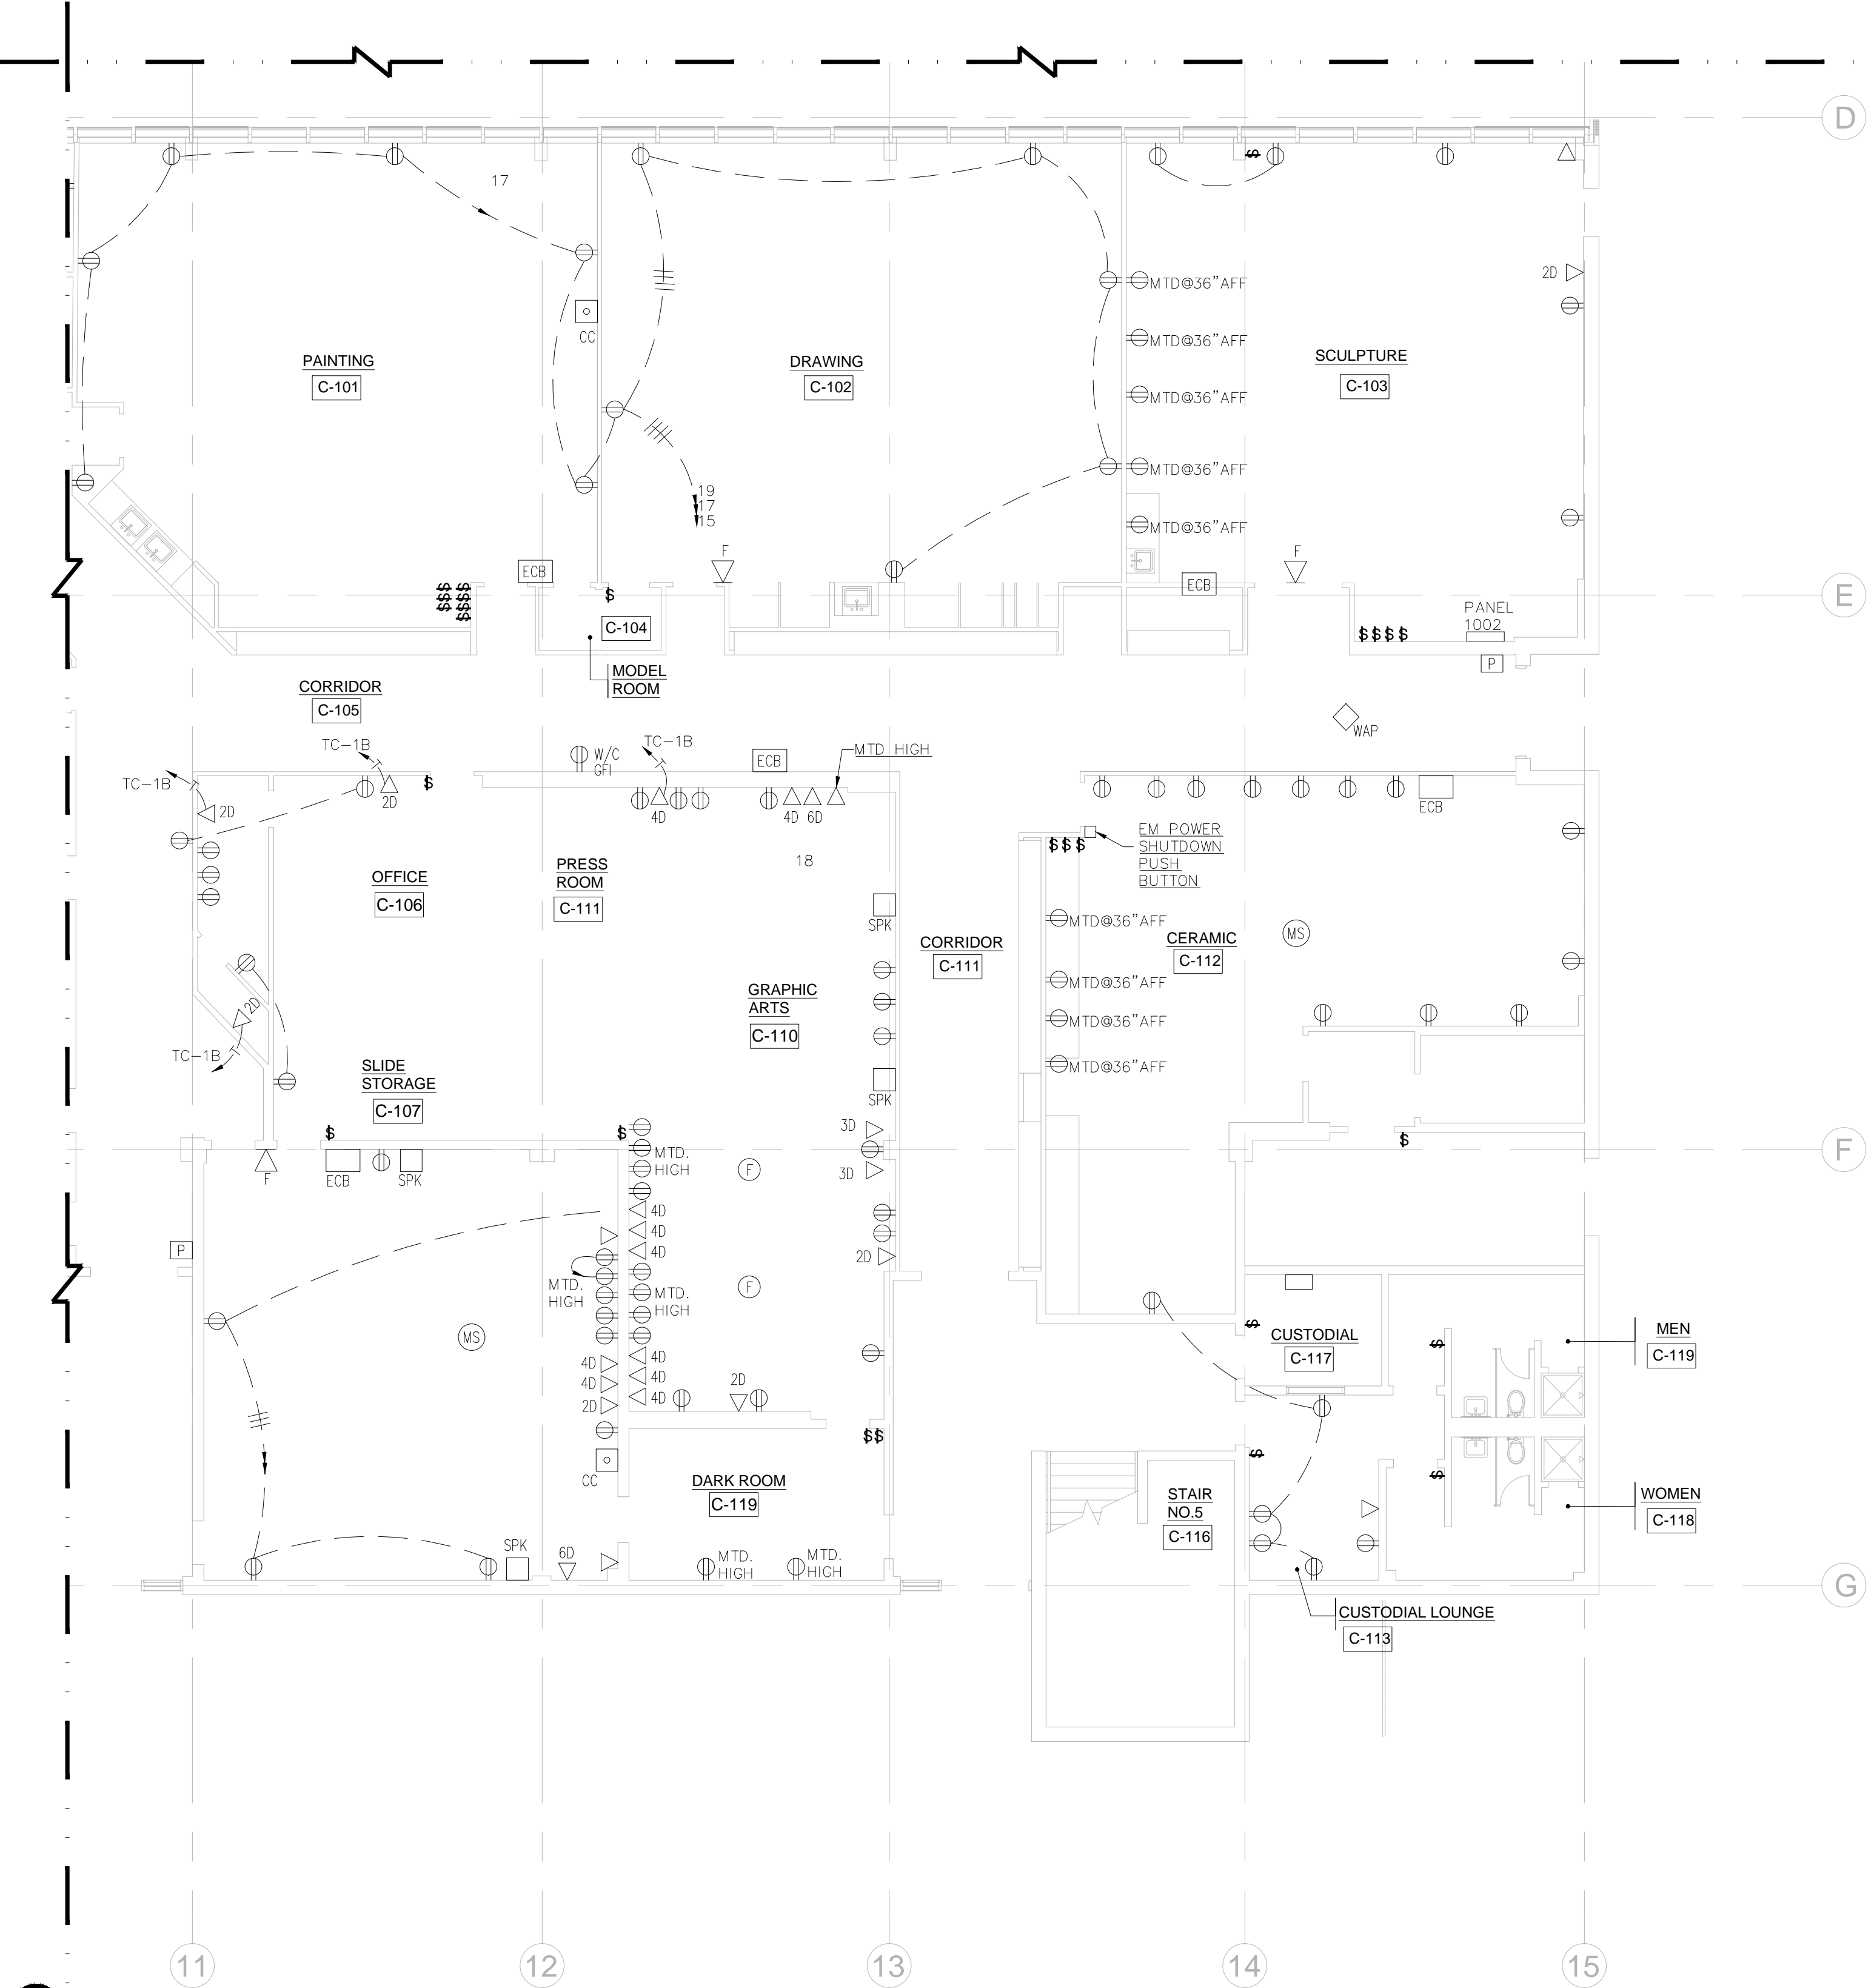 D
17
CC
PAINTING
C-101
DRAWING
C-102
SCULPTURE
C-103
2D
MTD@36"AFF
MTD@36"AFF
MTD@36"AFF
MTD@36"AFF
MTD@36"AFF
19
17
15
F
F
ECB
ECB
$$
$$
$$
$
$
$
E
C-104
PANEL
1002
$$$$
P
MODEL
ROOM
CORRIDOR
C-105
WAP
TC-1B
TC-1B
TC-1B
W/C
GFI
ECB
MTD HIGH
2D
2D
$
4D
4D 6D
ECB
EM POWER
SHUTDOWN
PUSH
BUTTON
$$$
18
OFFICE
C-106
PRESS
ROOM
C-111
SPK
CORRIDOR
C-111
MTD@36"AFF
CERAMIC
C-112
MS
MTD@36"AFF
MTD@36"AFF
MTD@36"AFF
GRAPHIC
ARTS
C-110
2D
TC-1B
SLIDE
STORAGE
C-107
SPK
$
$
3D
3D
MTD.
HIGH
F
F
$
F
ECB
SPK
4D
4D
4D
P
2D
MTD.
HIGH
MTD.
HIGH
F
MS
4D
4D
2D
4D
4D
4D
2D
$
CUSTODIAL
C-117
$
MEN
C-119
$$
CC
DARK ROOM
C-119
$
STAIR
NO.5
C-116
$
WOMEN
C-118
SPK
6D
MTD.
HIGH
MTD.
HIGH
G
CUSTODIAL LOUNGE
C-113
11
12
13
14
15